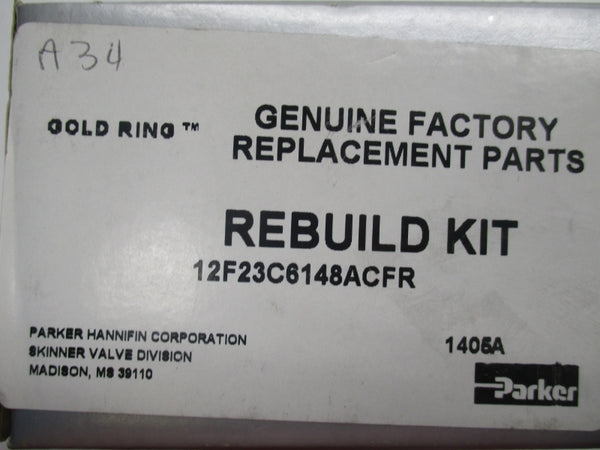 A34
GOLD RING ™
GENUINE FACTORY
REPLACEMENT PARTS
REBUILD KIT
12F23C6148ACFR
PARKER HANNIFIN CORPORATION
SKINNER VALVE DIVISION
MADISON, MS 39110
1405A
Parker